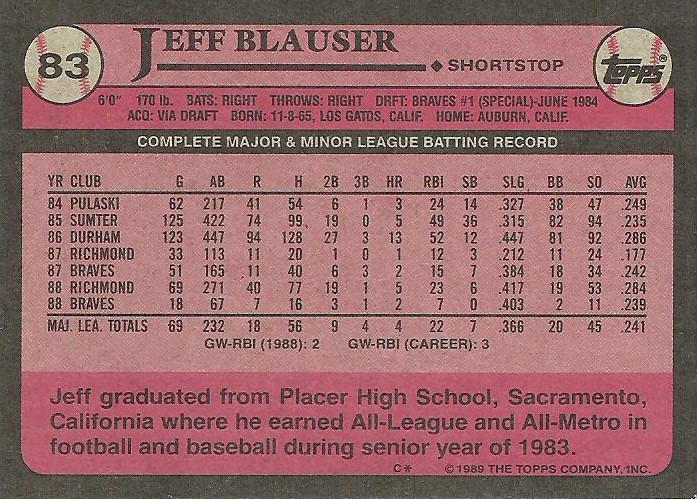 83
JEFF BLAUSER
◆ SHORTSTOP
TOPPS®
6'0" 170 lb. BATS: RIGHT THROWS: RIGHT DRFT: BRAVES #1 (SPECIAL)-JUNE 1984
ACQ: VIA DRAFT BORN: 11-8-65, LOS GATOS, CALIF. HOME: AUBURN, CALIF.
COMPLETE MAJOR & MINOR LEAGUE BATTING RECORD
YR CLUB G AB R H 2B 3B HR RBI SB SLG BB SO AVG
84 PULASKI 62 217 41 54 6 1 3 24 14 .327 38 47 .249
85 SUMTER 125 422 74 99 19 0 5 49 36 .315 82 94 .235
86 DURHAM 123 447 94 128 27 3 13 52 12 .447 81 92 .286
87 RICHMOND 33 113 11 20 1 0 1 12 3 .212 11 24 .177
87 BRAVES 51 165 11 40 6 3 2 15 7 .384 18 34 .242
88 RICHMOND 69 271 40 77 19 1 5 23 6 .417 19 53 .284
88 BRAVES 18 67 7 16 3 1 2 7 0 .403 2 11 .239
MAJ. LEA. TOTALS 69 232 18 56 9 4 4 22 7 .366 20 45 .241
GW-RBI (1988): 2 GW-RBI (CAREER): 3
Jeff graduated from Placer High School, Sacramento,
California where he earned All-League and All-Metro in
football and baseball during senior year of 1983.
C* © 1989 THE TOPPS COMPANY, INC.